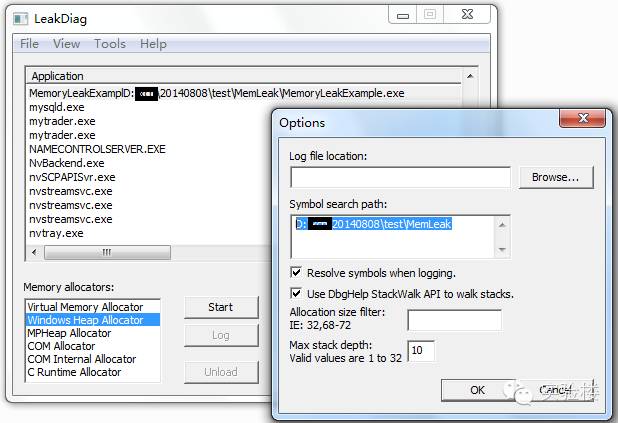 LeakDiag
File View Tools Help
Application
MemoryLeakExamplD:\20140808\test\MemLeak\MemoryLeakExample.exe
mysqld.exe
mytrader.exe
mytrader.exe
NAMECONTROLSERVER.EXE
NvBackend.exe
nvSCPAPISvr.exe
nvstreamsvc.exe
nvstreamsvc.exe
nvstreamsvc.exe
nvtray.exe
Memory allocators:
Virtual Memory Allocator
Windows Heap Allocator
MPHeap Allocator
COM Allocator
COM Internal Allocator
C Runtime Allocator
Start
Log
Unload
Options
Log file location:
Browse...
Symbol search path:
D:20140808\test\MemLeak
Resolve symbols when logging.
Use DbgHelp StackWalk API to walk stacks.
Allocation size filter:
IE: 32,68-72
Max stack depth:
Valid values are 1 to 32
10
OK
Cancel
实验楼